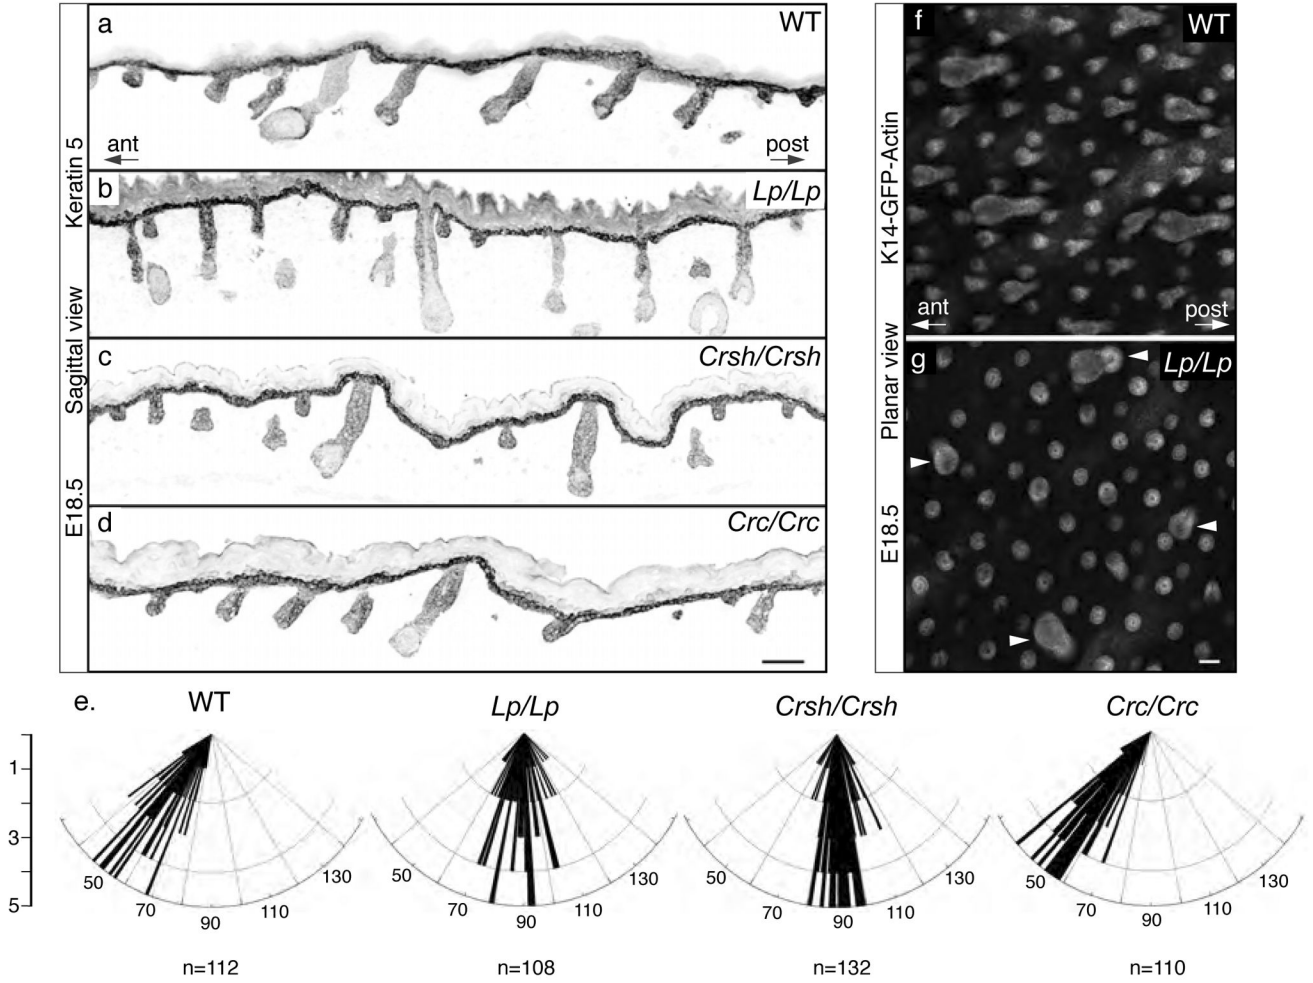 a
WT
ant
post
b
Lp/Lp
c
Crsh/Crsh
d
Crc/Crc
Keratin 5
Sagittal view
E18.5
f
WT
ant
post
g
Lp/Lp
K14-GFP-Actin
Planar view
E18.5
e.
WT
Lp/Lp
Crsh/Crsh
Crc/Crc
1
3
5
50
70
90
110
130
50
70
90
110
130
50
70
90
110
130
50
70
90
110
130
n=112
n=108
n=132
n=110